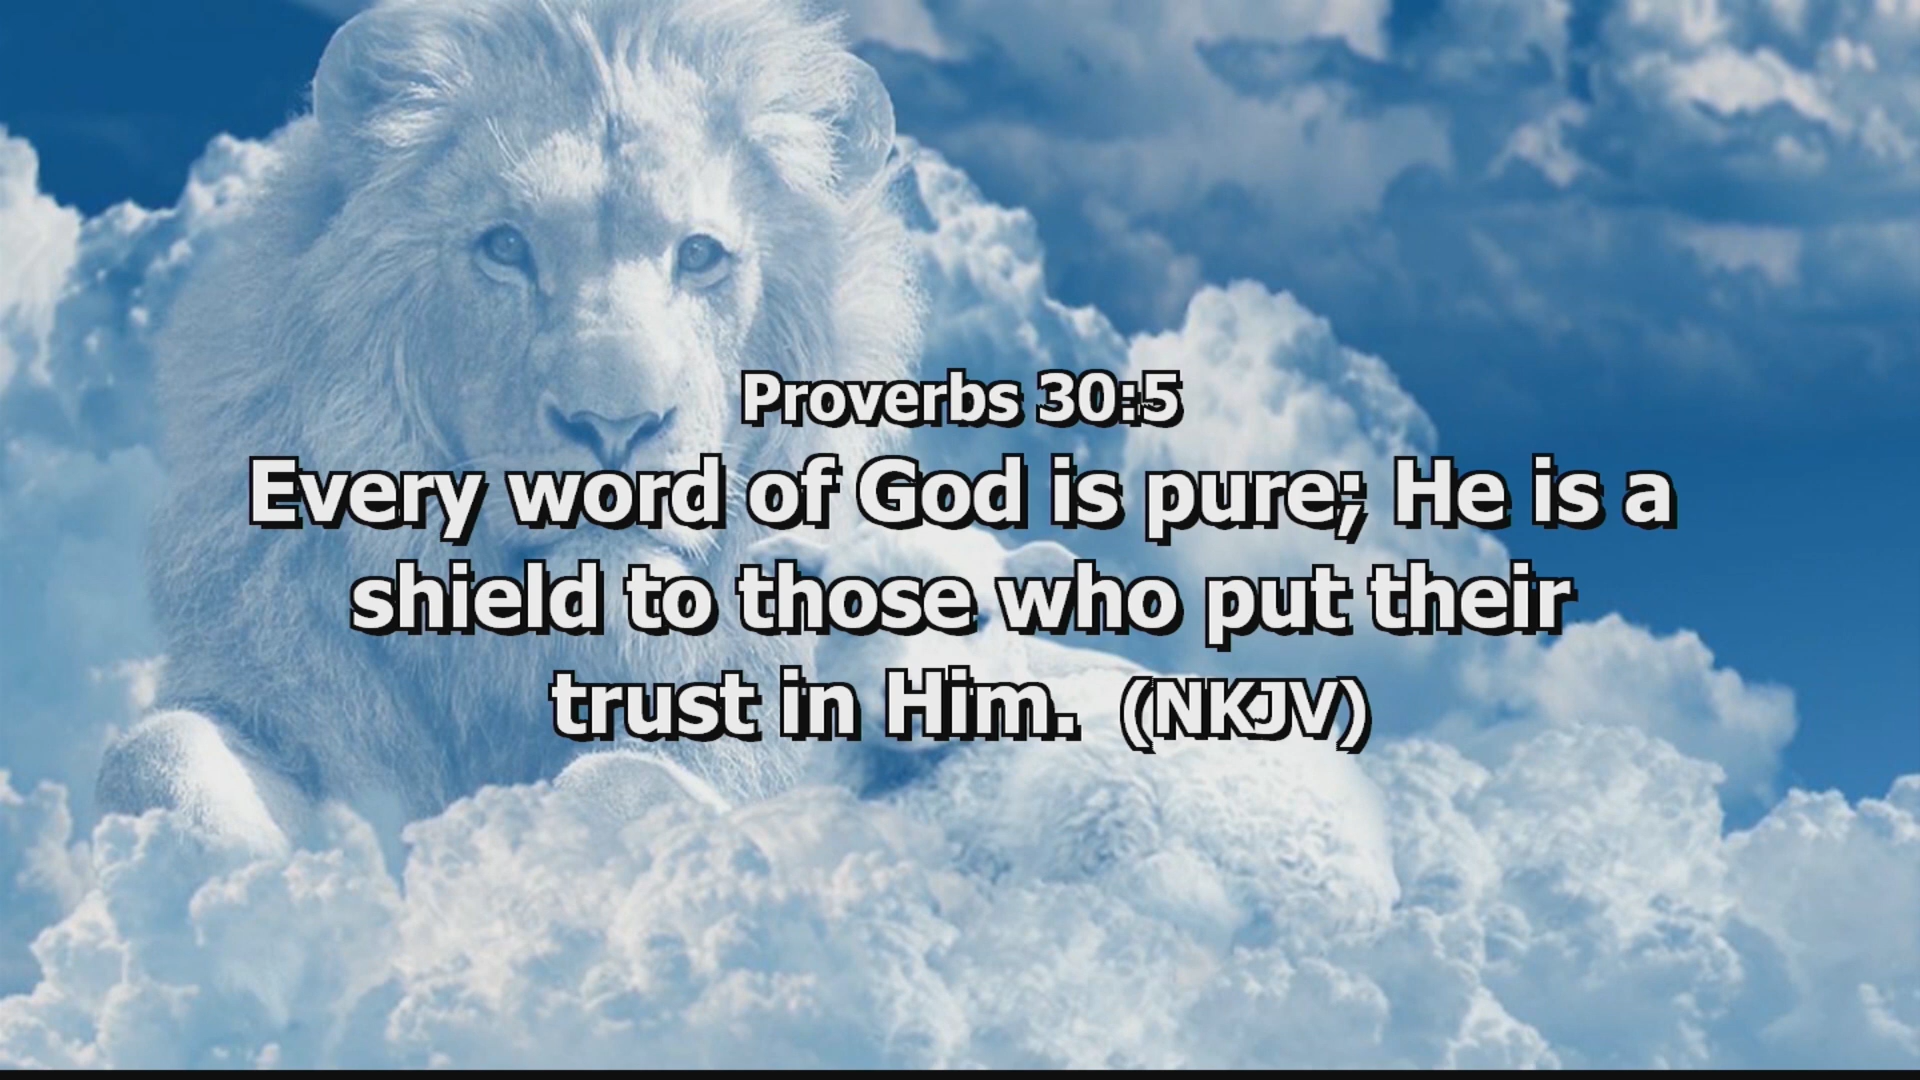 Proverbs 30:5
Every word of God is pure; He is a
shield to those who put their
trust in Him. (NKJV)